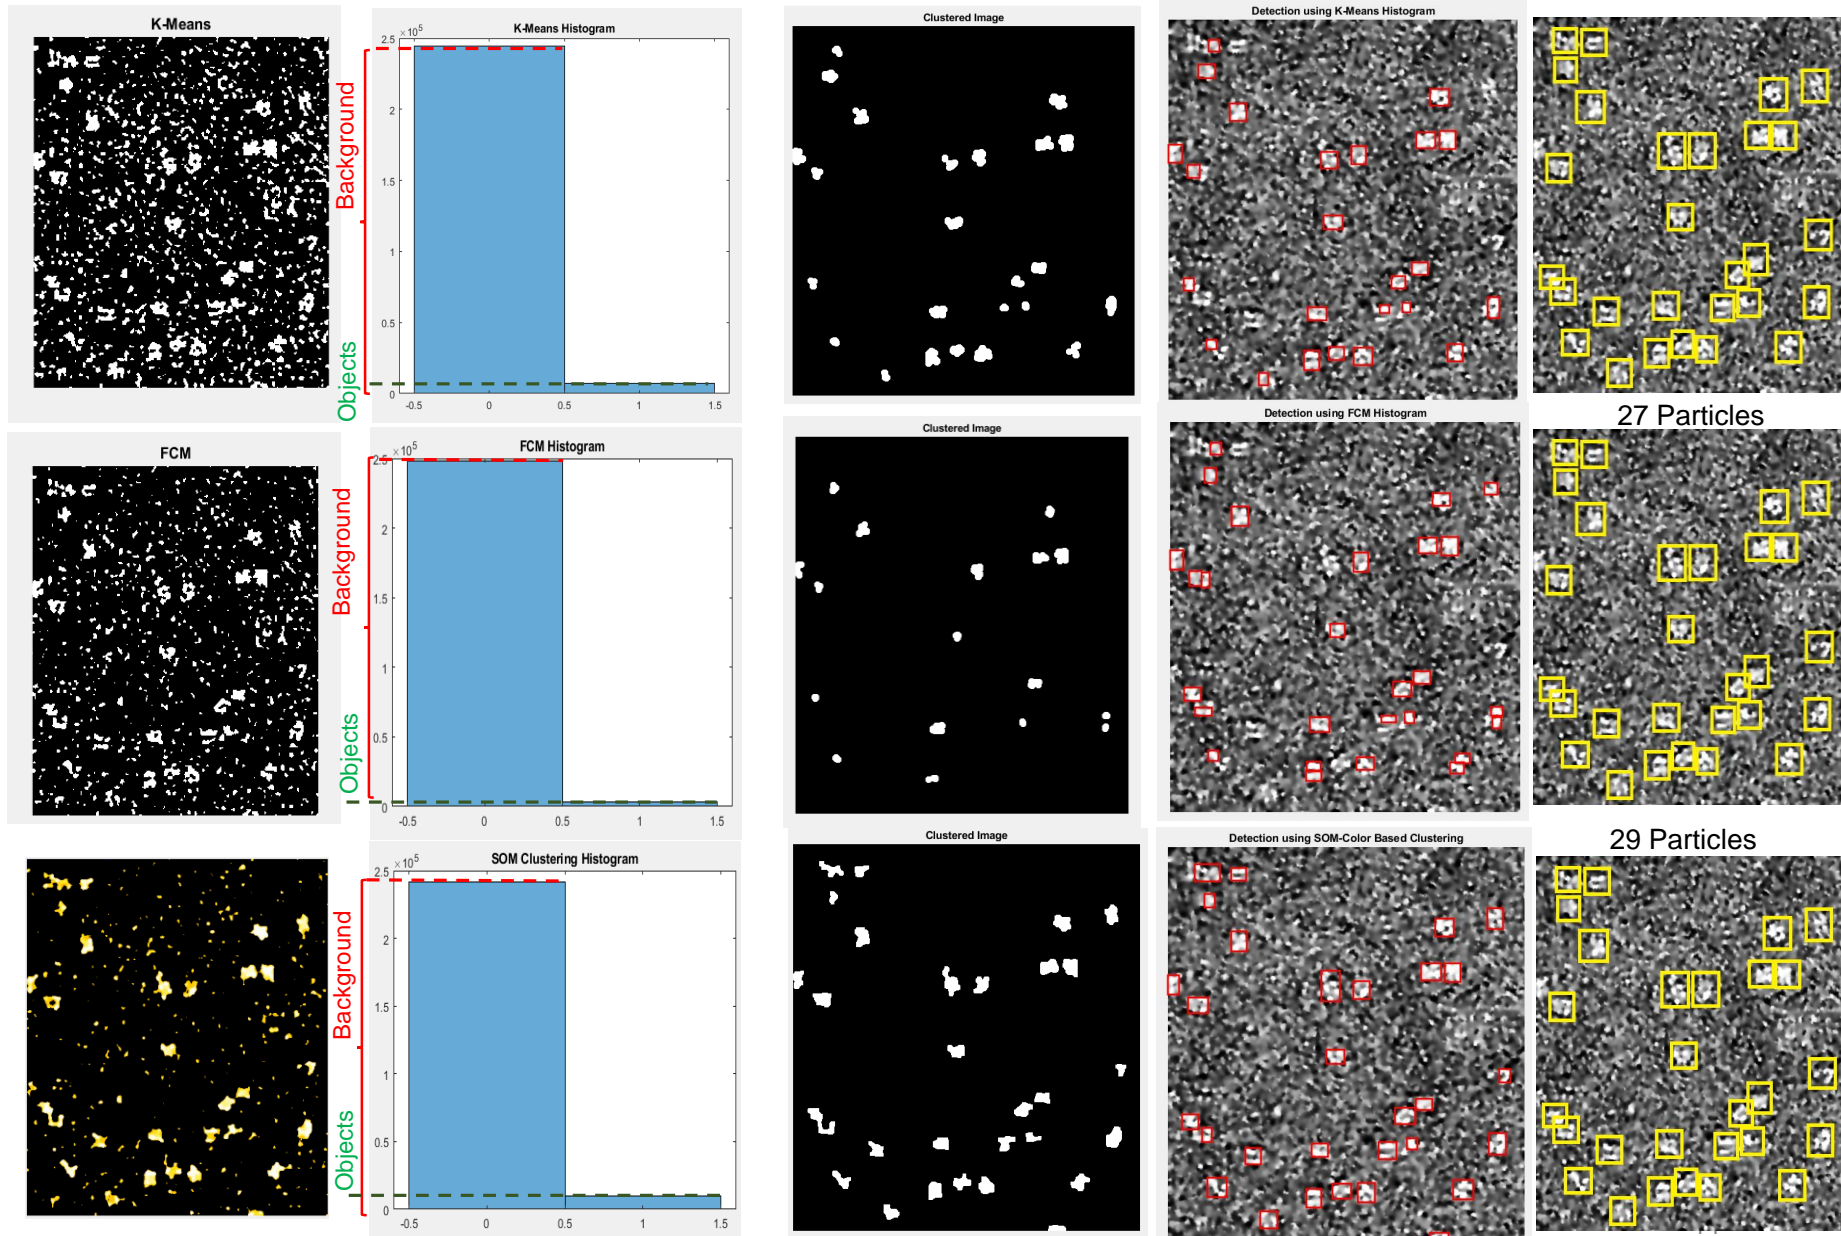 K-Means
K-Means Histogram
×10^5
2.5
2
1.5
1
0.5
0
-0.5
0
0.5
1
1.5
Background
Objects
Clustered Image
Detection using K-Means Histogram
27 Particles
FCM
FCM Histogram
×10^5
2.5
2
1.5
1
0.5
0
-0.5
0
0.5
1
1.5
Background
Objects
Clustered Image
Detection using FCM Histogram
29 Particles
SOM Clustering Histogram
×10^5
2.5
2
1.5
1
0.5
0
-0.5
0
0.5
1
1.5
Background
Objects
Clustered Image
Detection using SOM-Color Based Clustering